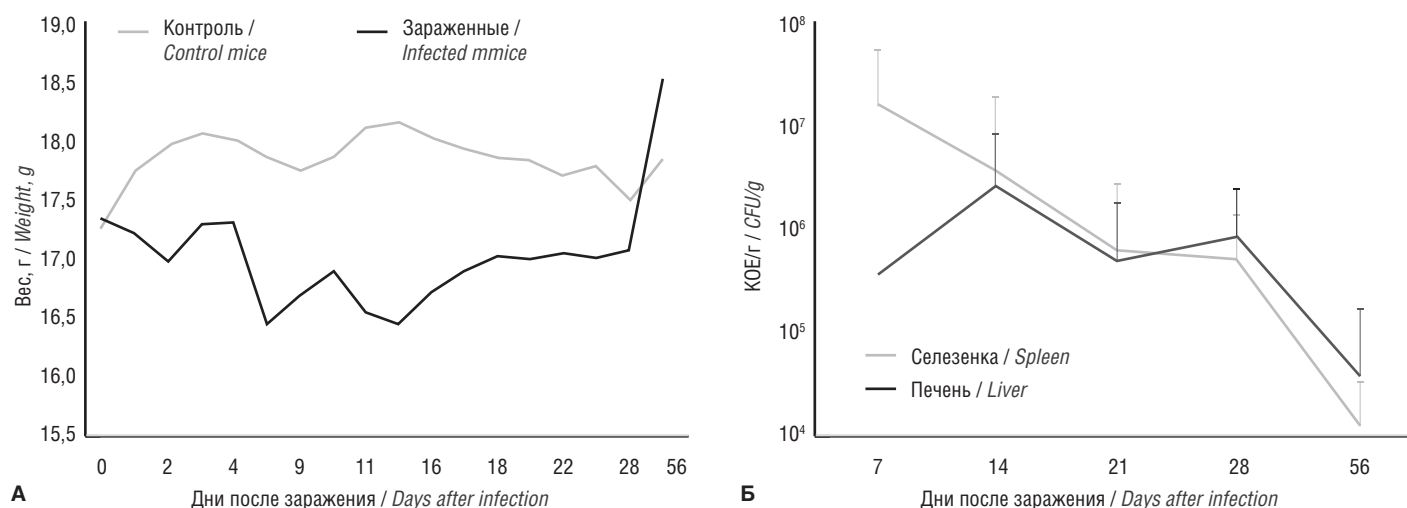 19,0
18,5
18,0
17,5
17,0
16,5
16,0
15,5
Вес, г / Weight, g
Контроль /
Control mice
Зараженные /
Infected mmice
0 2 4 9 11 16 18 22 28 56
Дни после заражения / Days after infection
А
10⁸
10⁷
10⁶
10⁵
10⁴
КОЕ/г / CFU/g
Селезенка / Spleen
Печень / Liver
7 14 21 28 56
Дни после заражения / Days after infection
Б